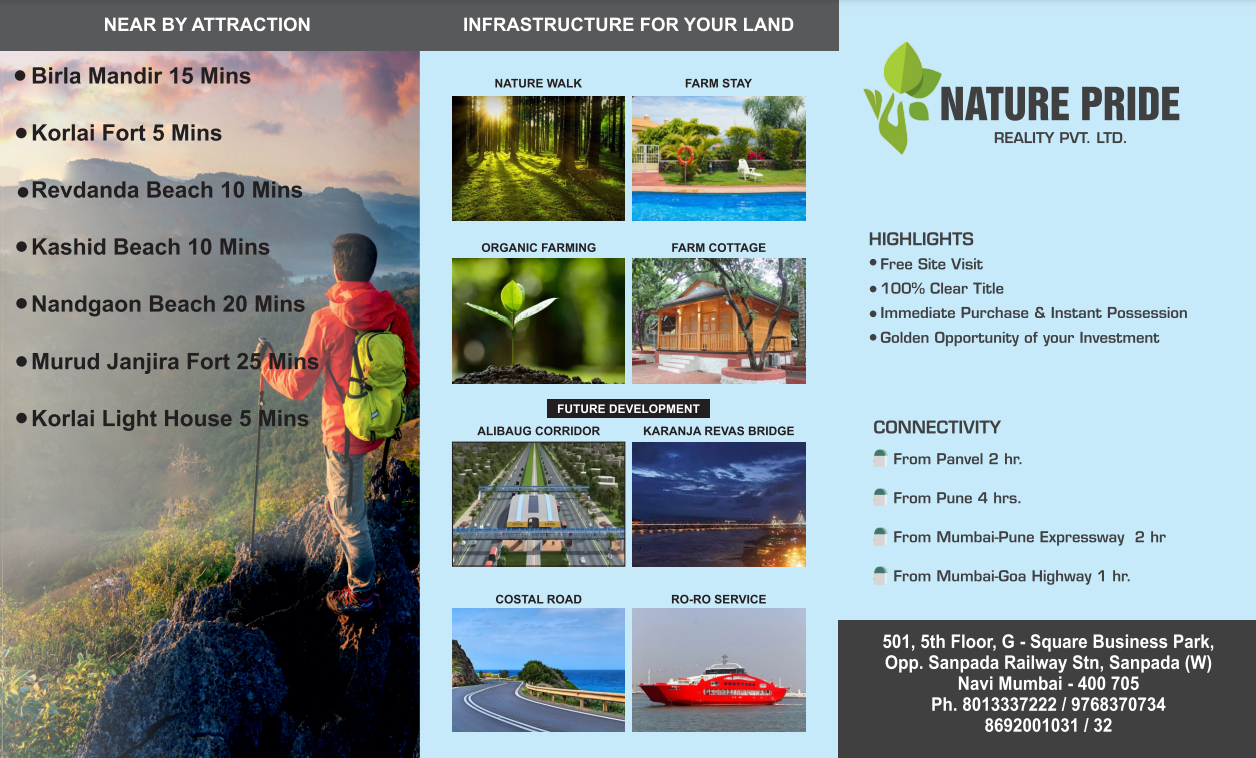 NEAR BY ATTRACTION
• Birla Mandir 15 Mins
• Korlai Fort 5 Mins
• Revdanda Beach 10 Mins
• Kashid Beach 10 Mins
• Nandgaon Beach 20 Mins
• Murud Janjira Fort 25 Mins
• Korlai Light House 5 Mins
INFRASTRUCTURE FOR YOUR LAND
NATURE WALK
FARM STAY
ORGANIC FARMING
FARM COTTAGE
FUTURE DEVELOPMENT
ALIBAUG CORRIDOR
KARANJA REVAS BRIDGE
COSTAL ROAD
RO-RO SERVICE
NATURE PRIDE
REALITY PVT. LTD.
HIGHLIGHTS
• Free Site Visit
• 100% Clear Title
• Immediate Purchase & Instant Possession
• Golden Opportunity of your Investment
CONNECTIVITY
From Panvel 2 hr.
From Pune 4 hrs.
From Mumbai-Pune Expressway 2 hr
From Mumbai-Goa Highway 1 hr.
501, 5th Floor, G - Square Business Park,
Opp. Sanpada Railway Stn, Sanpada (W)
Navi Mumbai - 400 705
Ph. 8013337222 / 9768370734
8692001031 / 32